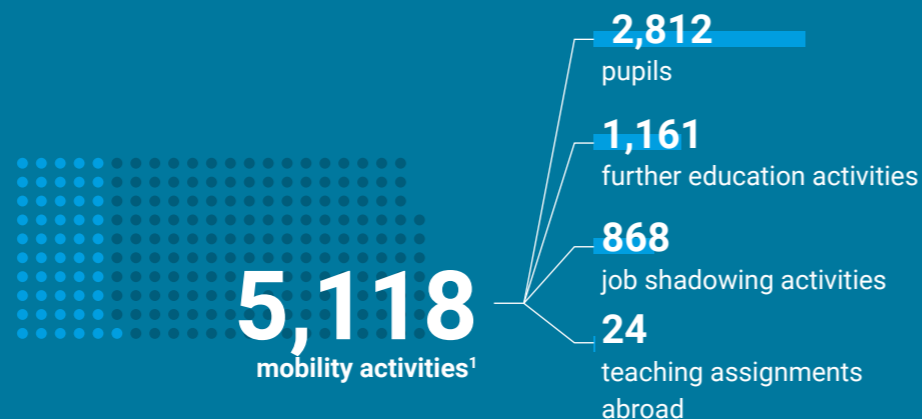 5,118
mobility activities¹
2,812
pupils
1,161
further education activities
868
job shadowing activities
24
teaching assignments
abroad